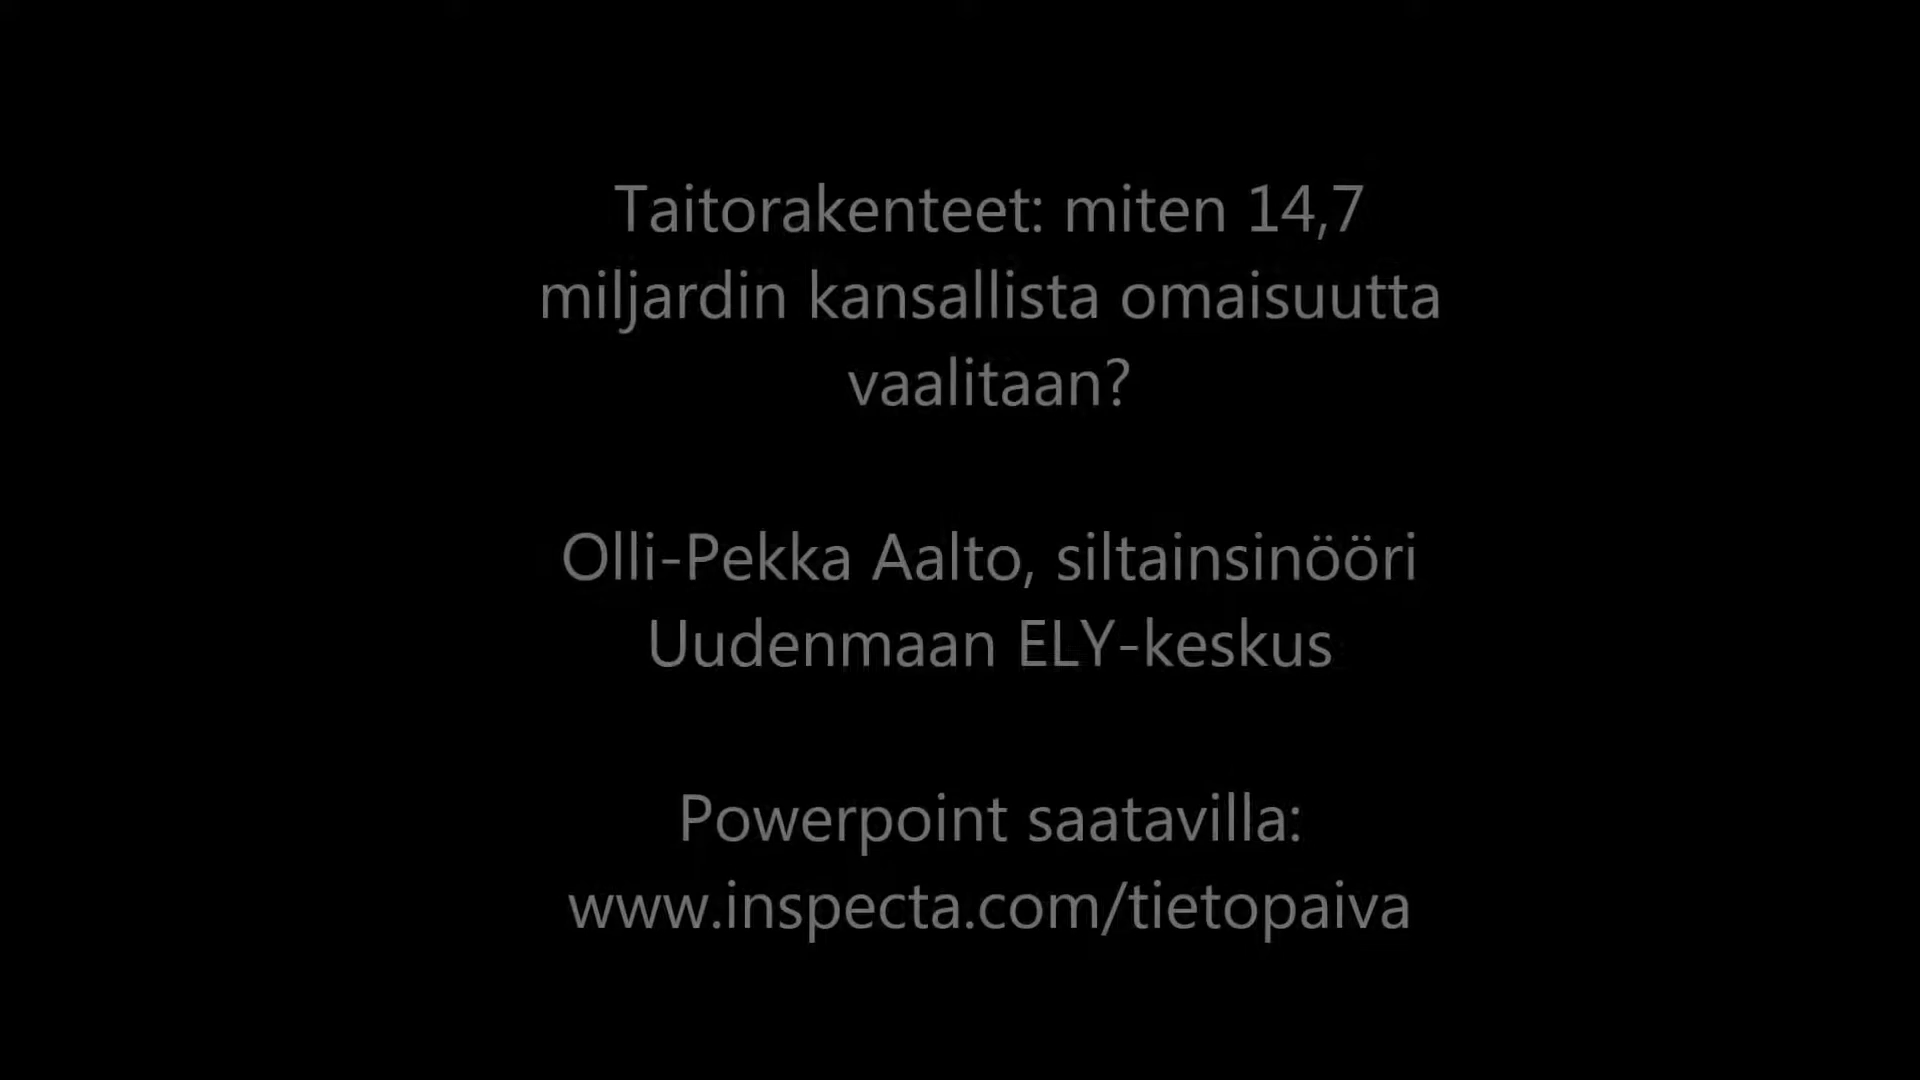 Taitorakenteet: miten 14,7
miljardin kansallista omaisuutta
vaalitaan?
Olli-Pekka Aalto, siltainsinööri
Uudenmaan ELY-keskus
Powerpoint saatavilla:
www.inspecta.com/tietopaiva